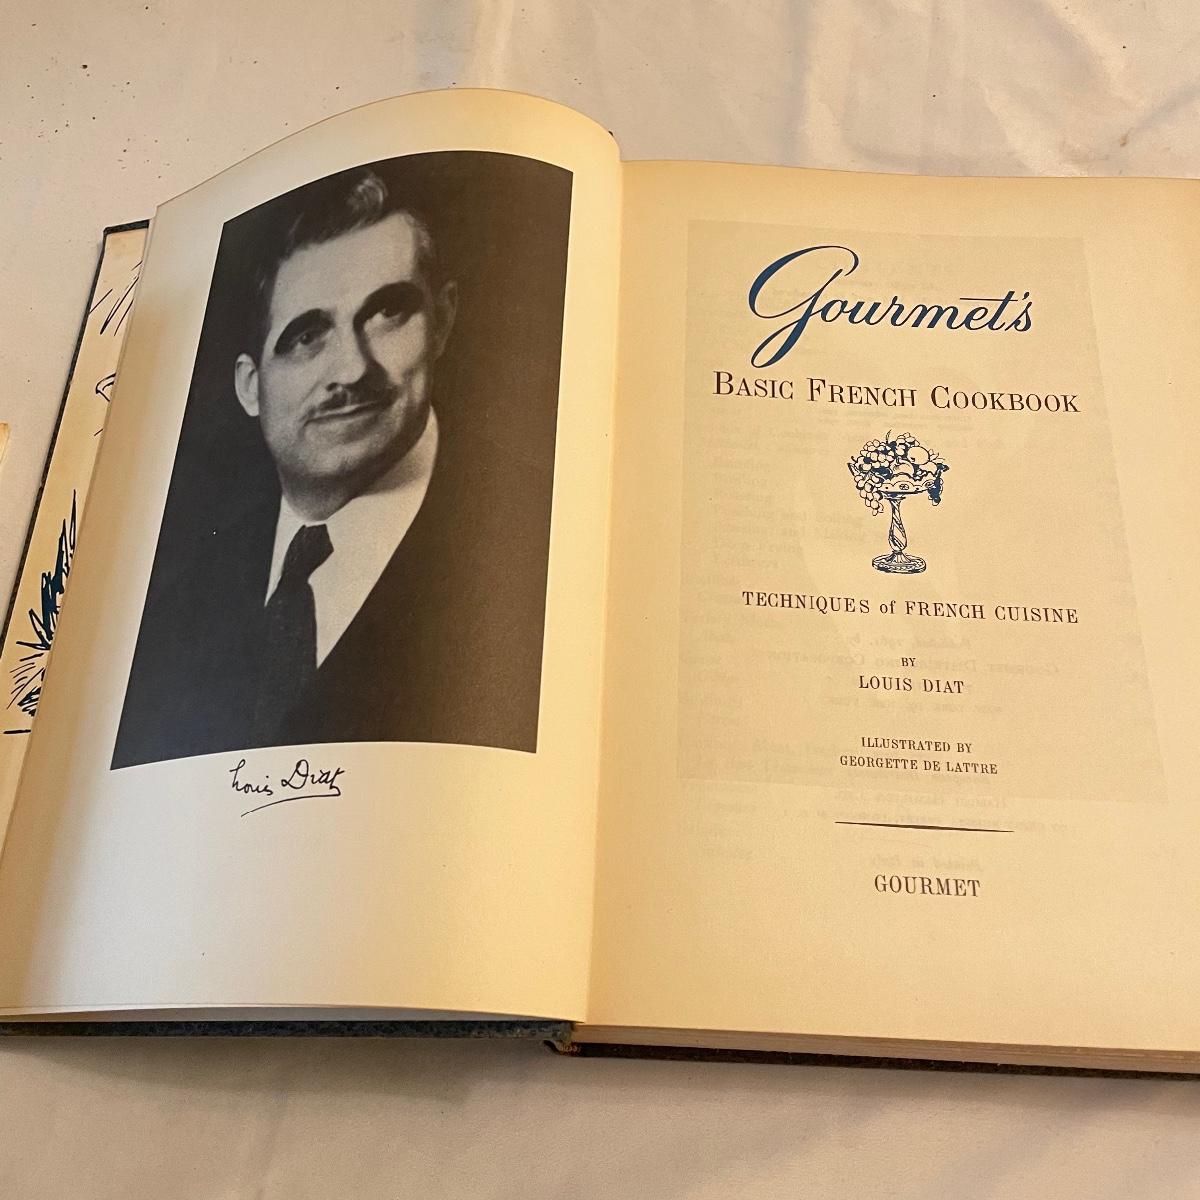 Louis Diat
Gourmet's
BASIC FRENCH COOKBOOK
TECHNIQUES of FRENCH CUISINE
BY
LOUIS DIAT
ILLUSTRATED BY
GEORGETTE DE LATTRE
GOURMET